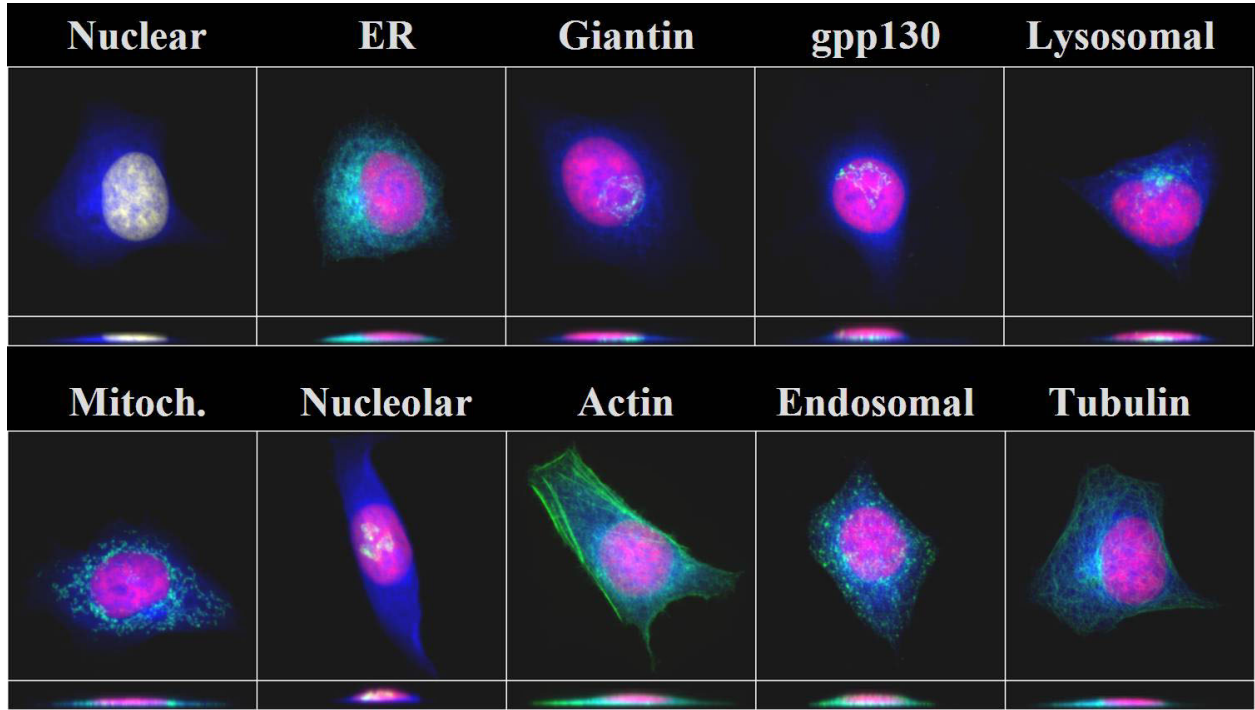 Nuclear ER Giantin gpp130 Lysosomal
Mitoch. Nucleolar Actin Endosomal Tubulin